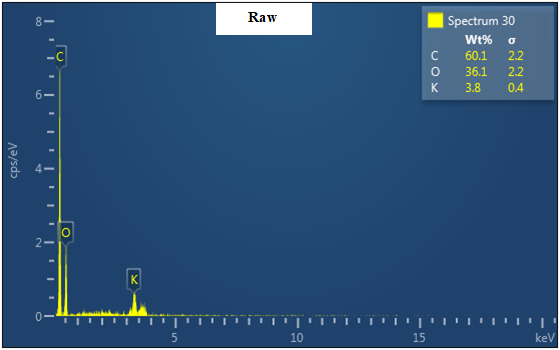 Raw
Spectrum 30
Wt% σ
C 60.1 2.2
O 36.1 2.2
K 3.8 0.4
cps/eV
8
6
4
2
0
C
O
K
5 10 15 keV